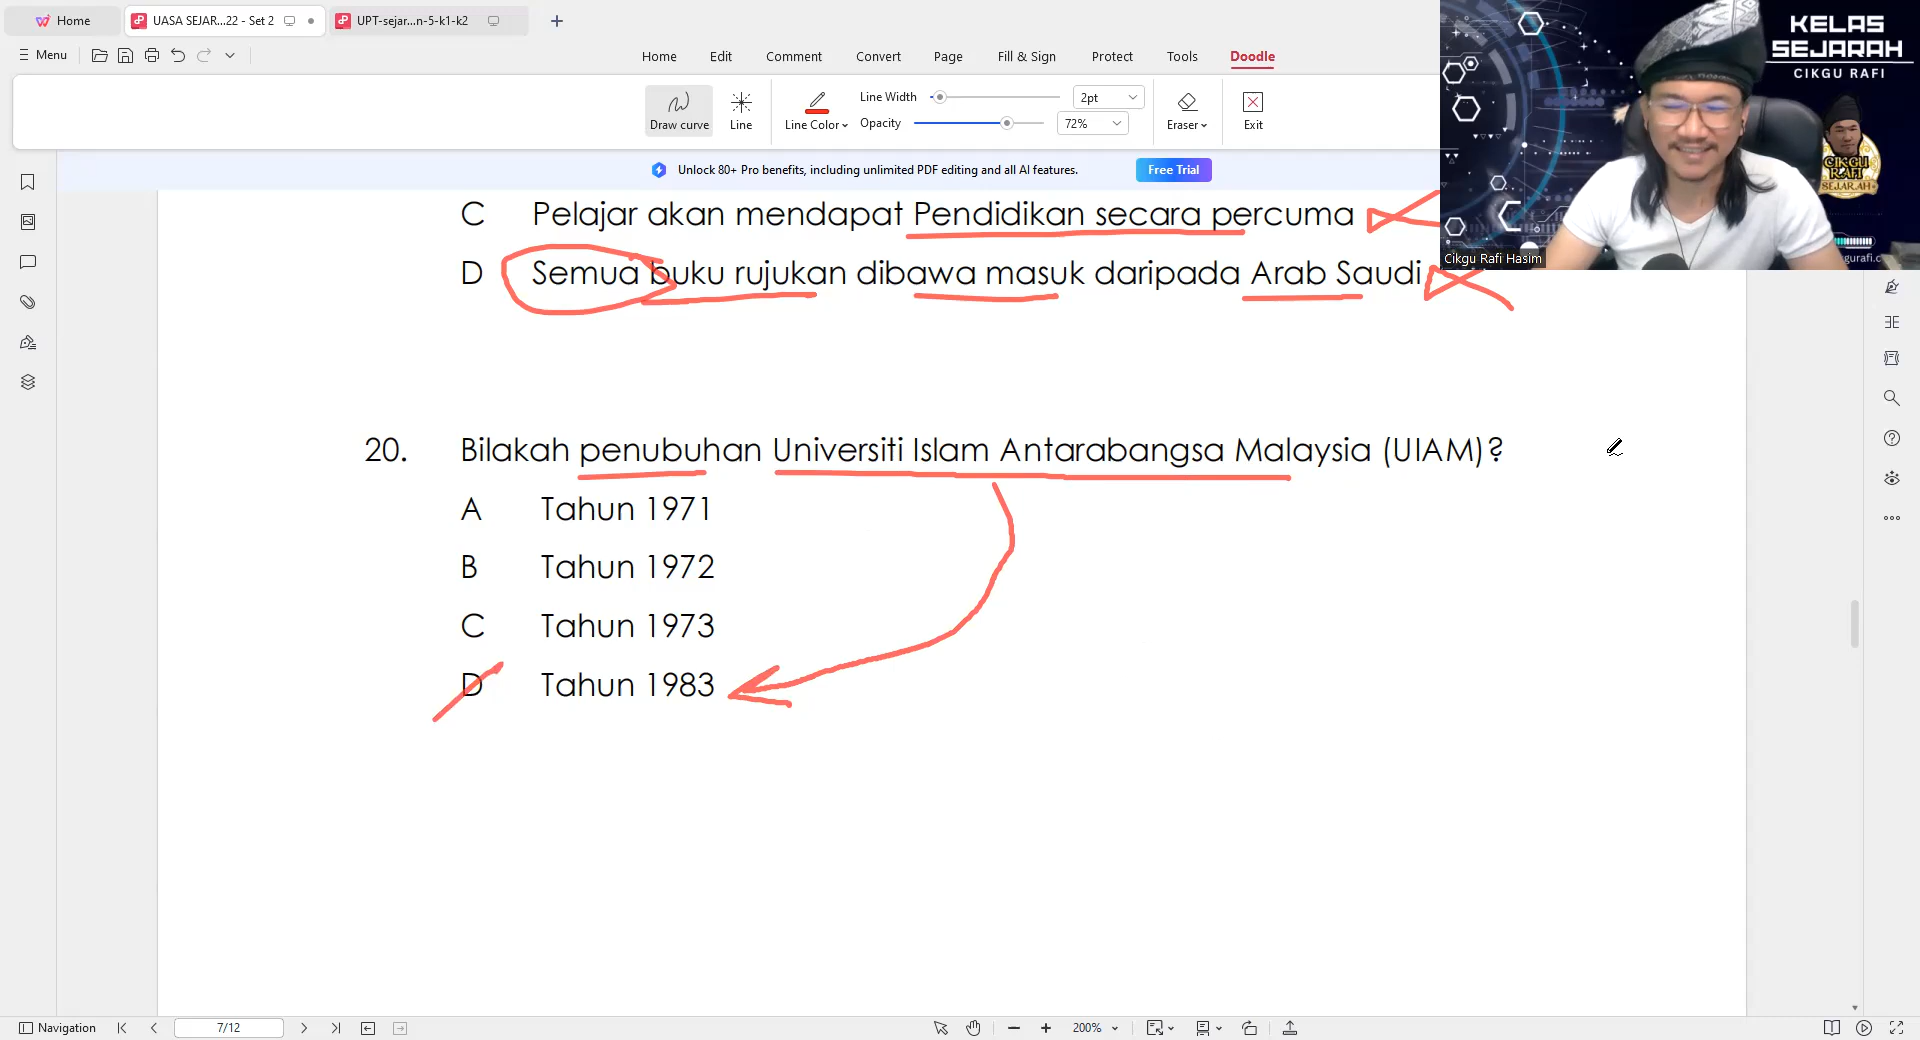 Home
UASA SEJAR...22 - Set 2
UPT-sejar...n-5-k1-k2
Menu
Home Edit Comment Convert Page Fill & Sign Protect Tools Doodle
Draw curve
Line
Line Color
Line Width
2pt
Opacity
72%
Eraser
Exit
Unlock 80+ Pro benefits, including unlimited PDF editing and all AI features.
Free Trial
KELAS
SEJARAH
CIKGU RAFI
CIKGU
RAFI
SEJARAH
gurafi.c
Cikgu Rafi Hasim
C Pelajar akan mendapat Pendidikan secara percuma
D Semua buku rujukan dibawa masuk daripada Arab Saudi
20. Bilakah penubuhan Universiti Islam Antarabangsa Malaysia (UIAM)?
A Tahun 1971
B Tahun 1972
C Tahun 1973
D Tahun 1983
Navigation
7/12
200%